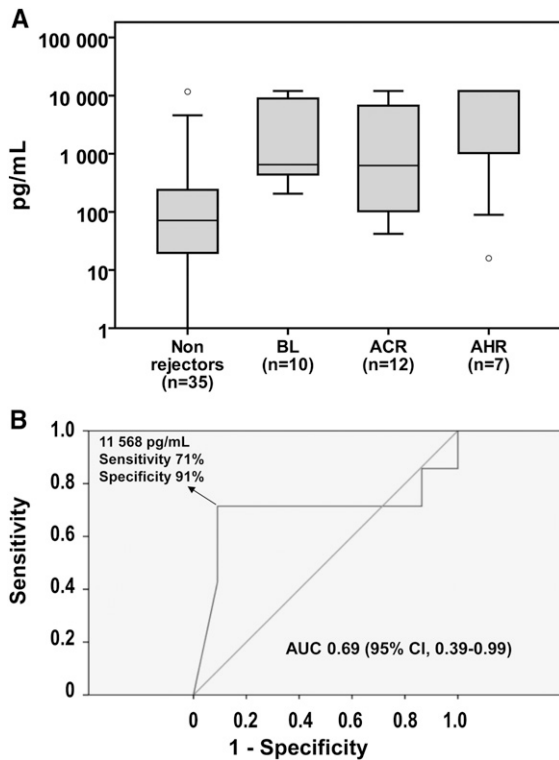 A
pg/mL
100 000
10 000
1 000
100
10
1
Non rejectors (n=35)
BL (n=10)
ACR (n=12)
AHR (n=7)
B
Sensitivity
1.0
0.8
0.6
0.4
0.2
0
11 568 pg/mL
Sensitivity 71%
Specificity 91%
AUC 0.69 (95% CI, 0.39-0.99)
0 0.2 0.4 0.6 0.8 1.0
1 - Specificity